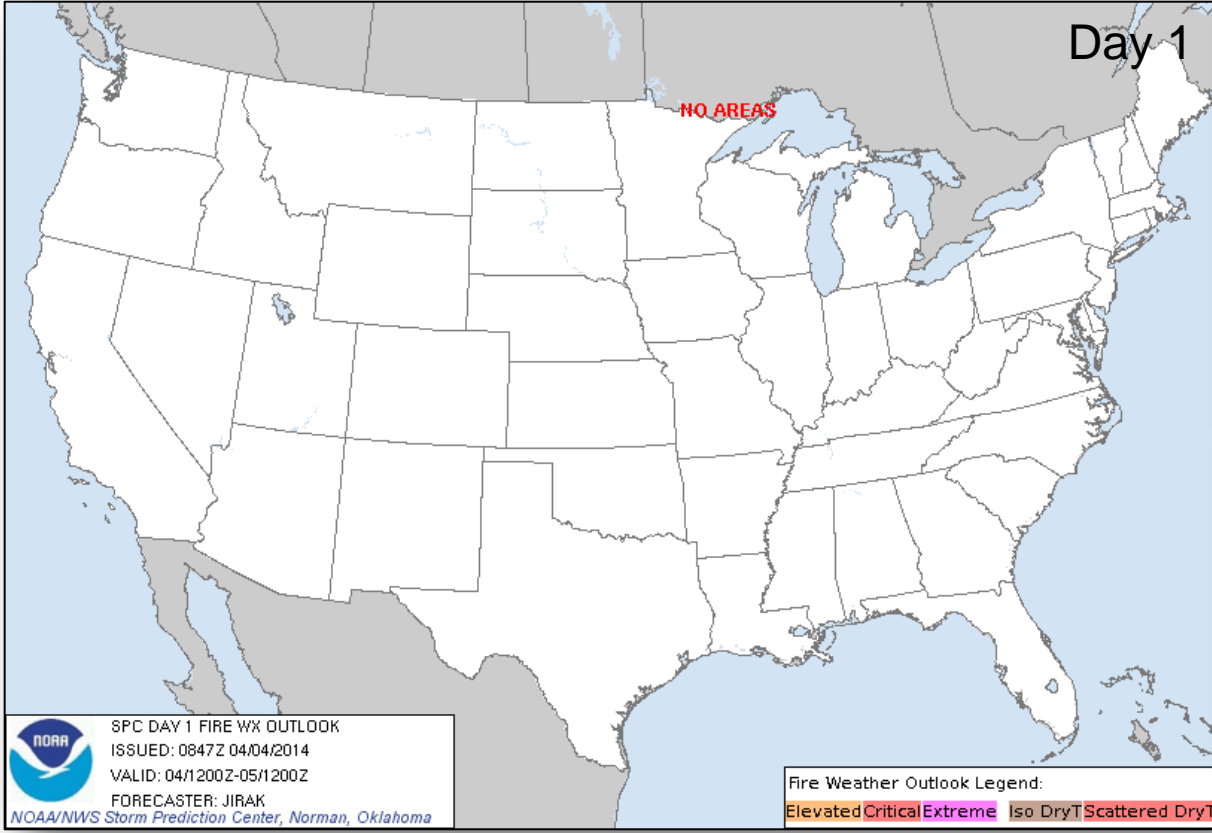 Day 1
NO AREAS
NOAA
SPC DAY 1 FIRE WX OUTLOOK
ISSUED: 0847Z 04/04/2014
VALID: 04/1200Z-05/1200Z
FORECASTER: JIRAK
NOAA/NWS Storm Prediction Center, Norman, Oklahoma
Fire Weather Outlook Legend:
Elevated Critical Extreme Iso DryT Scattered DryT